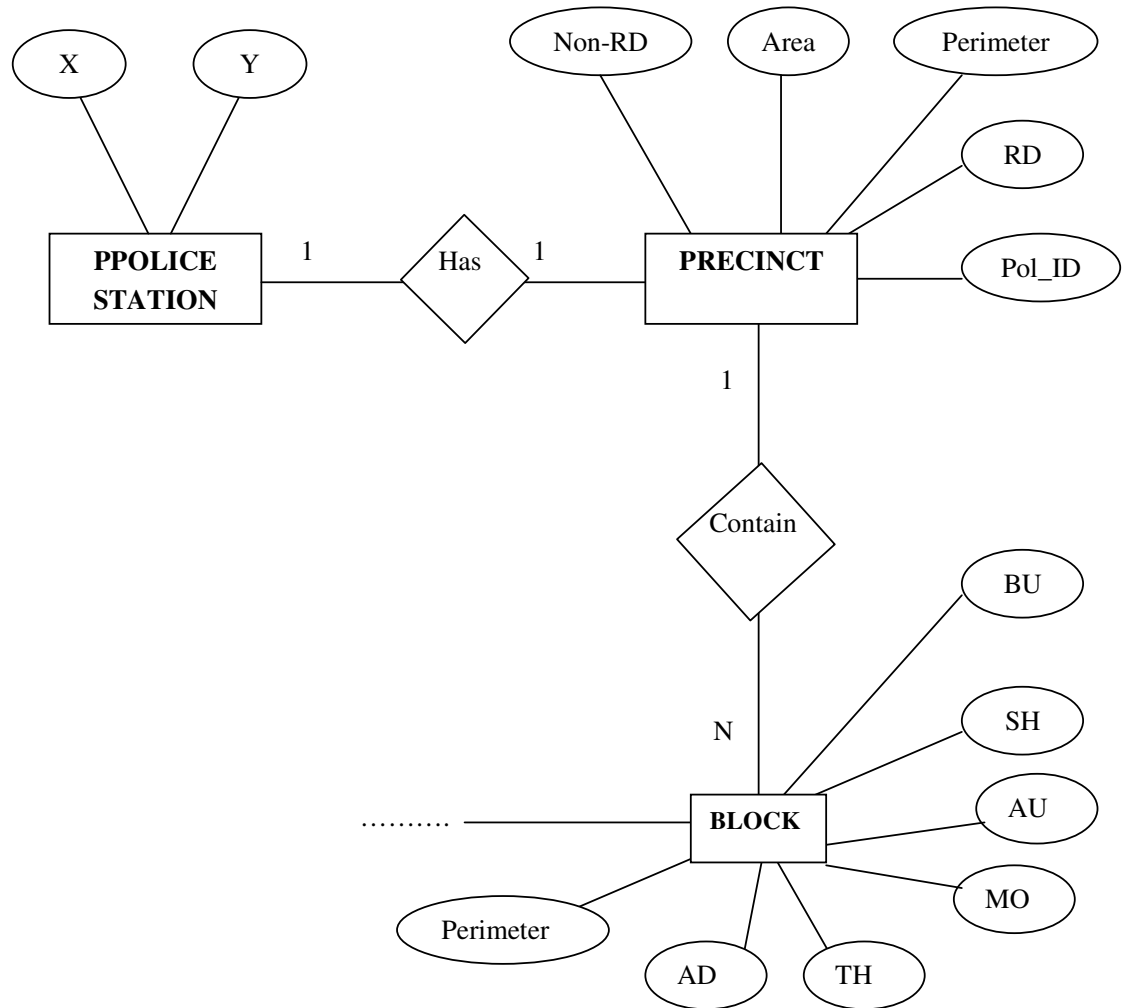 Non-RD
Area
Perimeter
X
Y
RD
PPOLICE
STATION
1
Has
1
PRECINCT
Pol_ID
1
Contain
BU
N
SH
BLOCK
AU
……….
MO
Perimeter
AD
TH